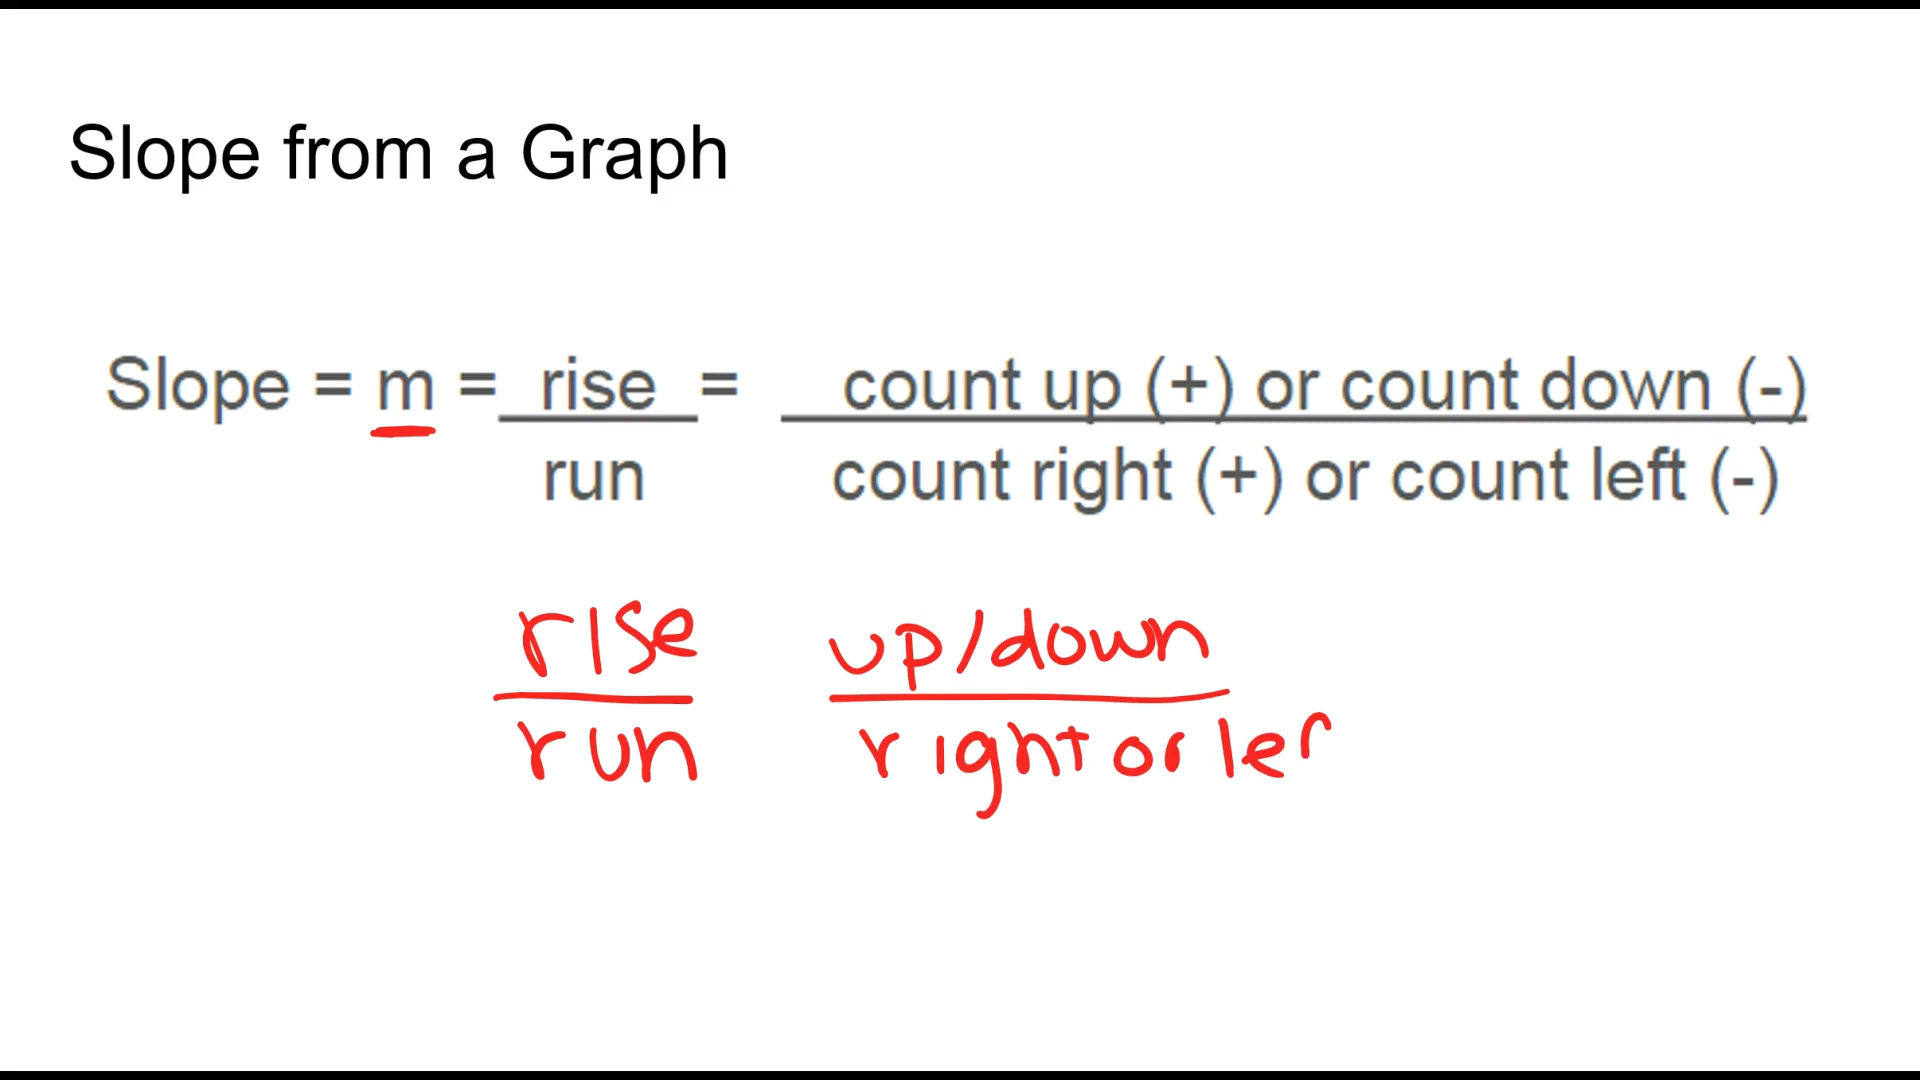 Slope from a Graph
Slope = m = rise = count up (+) or count down (-)
run count right (+) or count left (-)
rise up/down
run right or lef